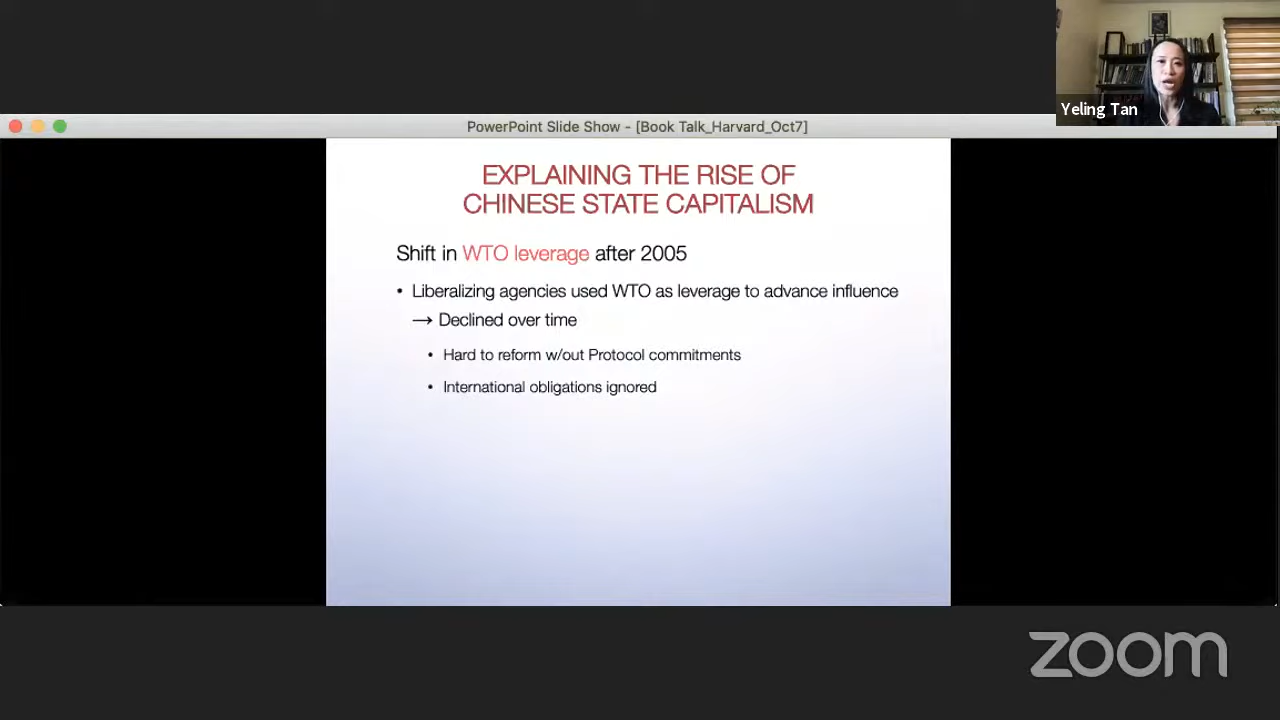 Yeling Tan
PowerPoint Slide Show - [Book Talk_Harvard_Oct7]
EXPLAINING THE RISE OF
CHINESE STATE CAPITALISM
Shift in WTO leverage after 2005
• Liberalizing agencies used WTO as leverage to advance influence
→ Declined over time
• Hard to reform w/out Protocol commitments
• International obligations ignored
zoom